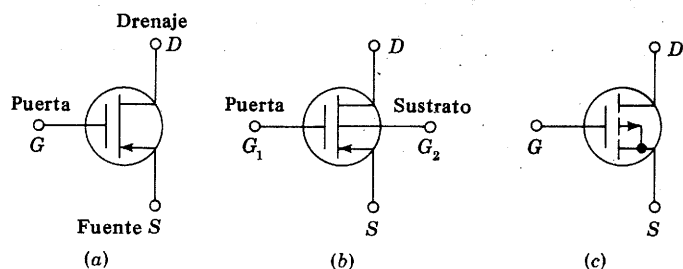 Drenaje
D
Puerta
G
Fuente S
(a)
D
Puerta
G1
Sustrato
G2
S
(b)
D
G
S
(c)